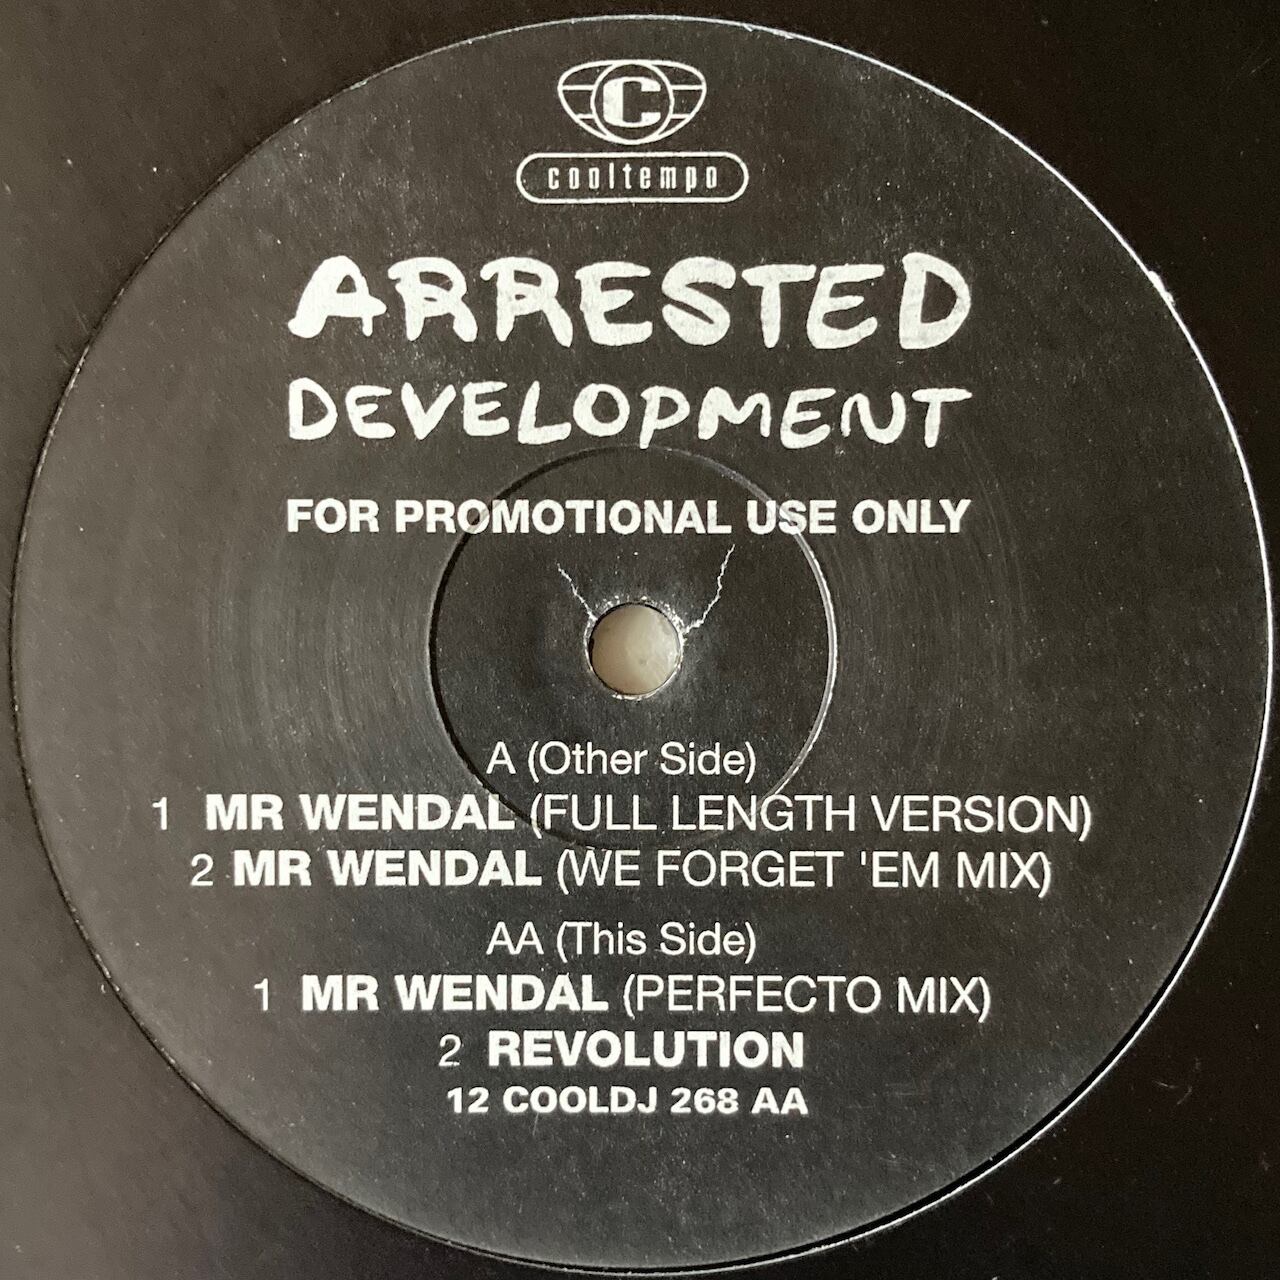 C
cooltempo
ARRESTED
DEVELOPMENT
FOR PROMOTIONAL USE ONLY
A (Other Side)
1 MR WENDAL (FULL LENGTH VERSION)
2 MR WENDAL (WE FORGET 'EM MIX)
AA (This Side)
1 MR WENDAL (PERFECTO MIX)
2 REVOLUTION
12 COOLDJ 268 AA